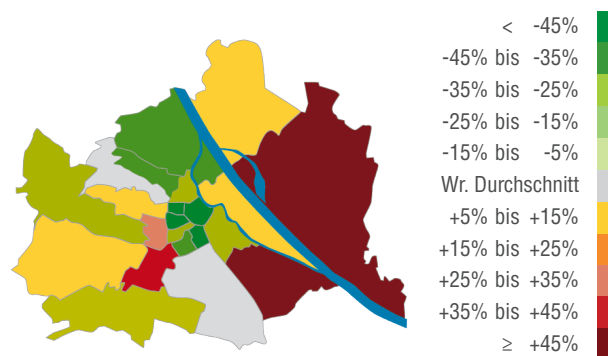 < -45%
-45% bis -35%
-35% bis -25%
-25% bis -15%
-15% bis -5%
Wr. Durchschnitt
+5% bis +15%
+15% bis +25%
+25% bis +35%
+35% bis +45%
≥ +45%